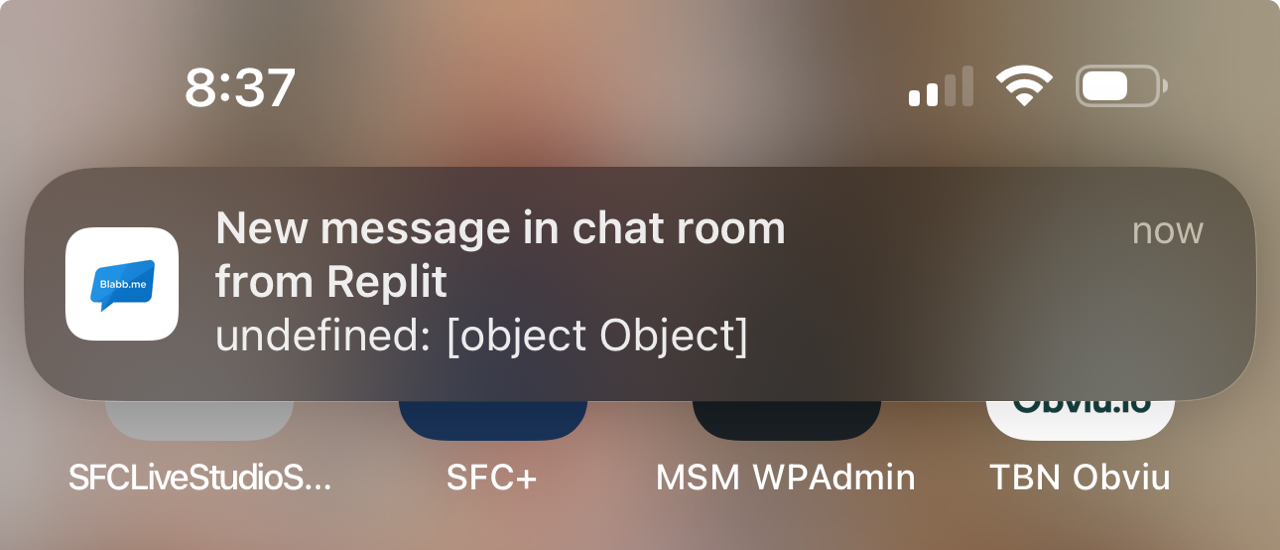 8:37
New message in chat room
now
from Replit
Blabb.me
undefined: [object Object]
Obviu.io
SFCLiveStudioS...
SFC+
MSM WPAdmin
TBN Obviu